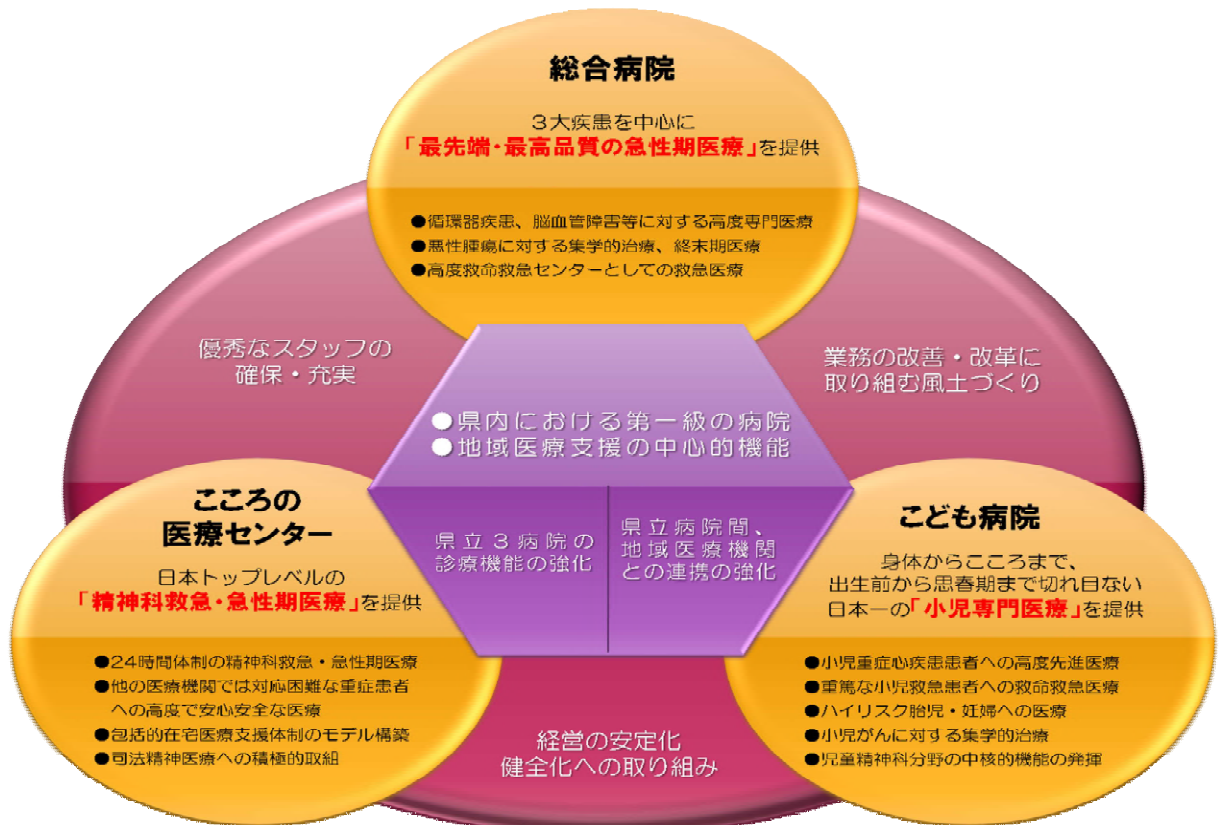 総合病院
3大疾患を中心に
「最先端・最高品質の急性期医療」を提供
●循環器疾患、脳血管障害等に対する高度専門医療
●悪性腫瘍に対する集学的治療、終末期医療
●高度救命救急センターとしての救急医療
優秀なスタッフの
確保・充実
業務の改善・改革に
取り組む風土づくり
●県内における第一級の病院
●地域医療支援の中心的機能
県立3病院の
診療機能の強化
県立病院間、
地域医療機関
との連携の強化
こころの
医療センター
日本トップレベルの
「精神科救急・急性期医療」を提供
●24時間体制の精神科救急・急性期医療
●他の医療機関では対応困難な重症患者
への高度で安心安全な医療
●包括的在宅医療支援体制のモデル構築
●司法精神医療への積極的取組
こども病院
身体からこころまで、
出生前から思春期まで切れ目ない
日本一の「小児専門医療」を提供
●小児重症心疾患患者への高度先進医療
●重篤な小児救急患者への救命救急医療
●ハイリスク胎児・妊婦への医療
●小児がんに対する集学的治療
●児童精神科分野の中核的機能の発揮
経営の安定化
健全化への取り組み